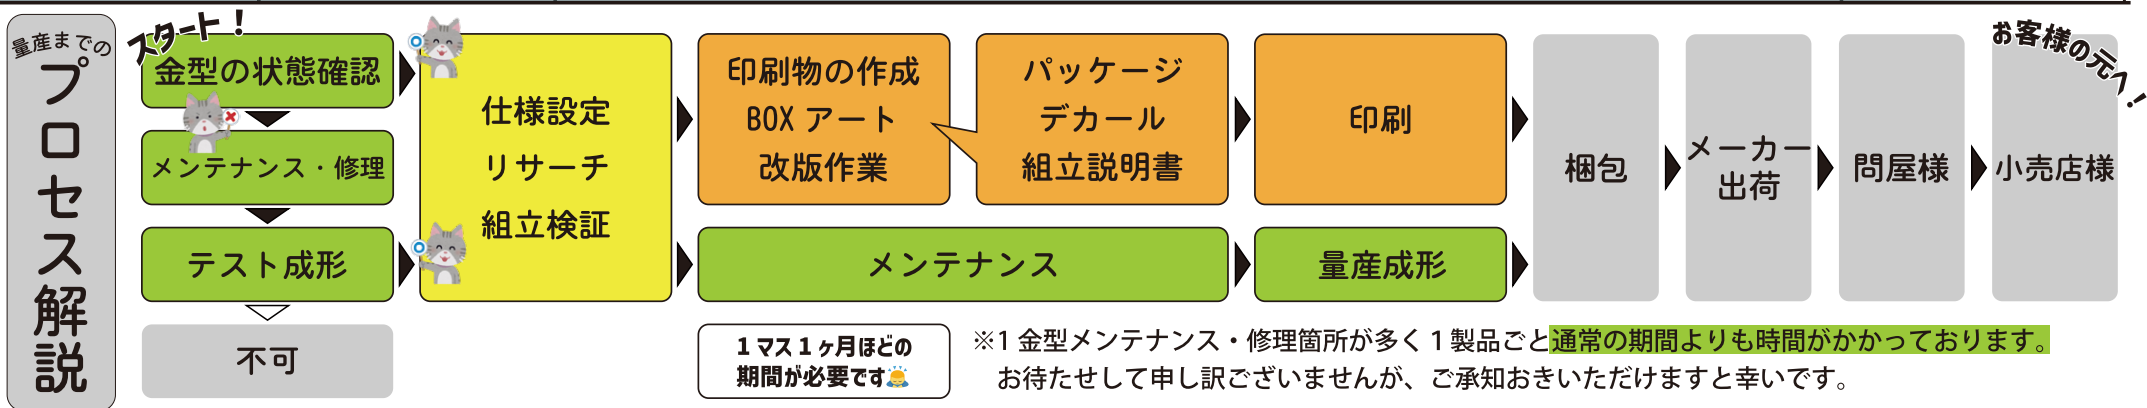 量産までの
プロセス解説
スタート！
金型の状態確認
メンテナンス・修理
テスト成形
不可
仕様設定
リサーチ
組立検証
印刷物の作成
BOX アート
改版作業
パッケージ
デカール
組立説明書
印刷
メンテナンス
量産成形
梱包
メーカー
出荷
問屋様
小売店様
お客様の元へ！
1マス1ヶ月ほどの
期間が必要です
※1 金型メンテナンス・修理箇所が多く 1 製品ごと通常の期間よりも時間がかかっております。
お待たせして申し訳ございませんが、ご承知おきいただけますと幸いです。